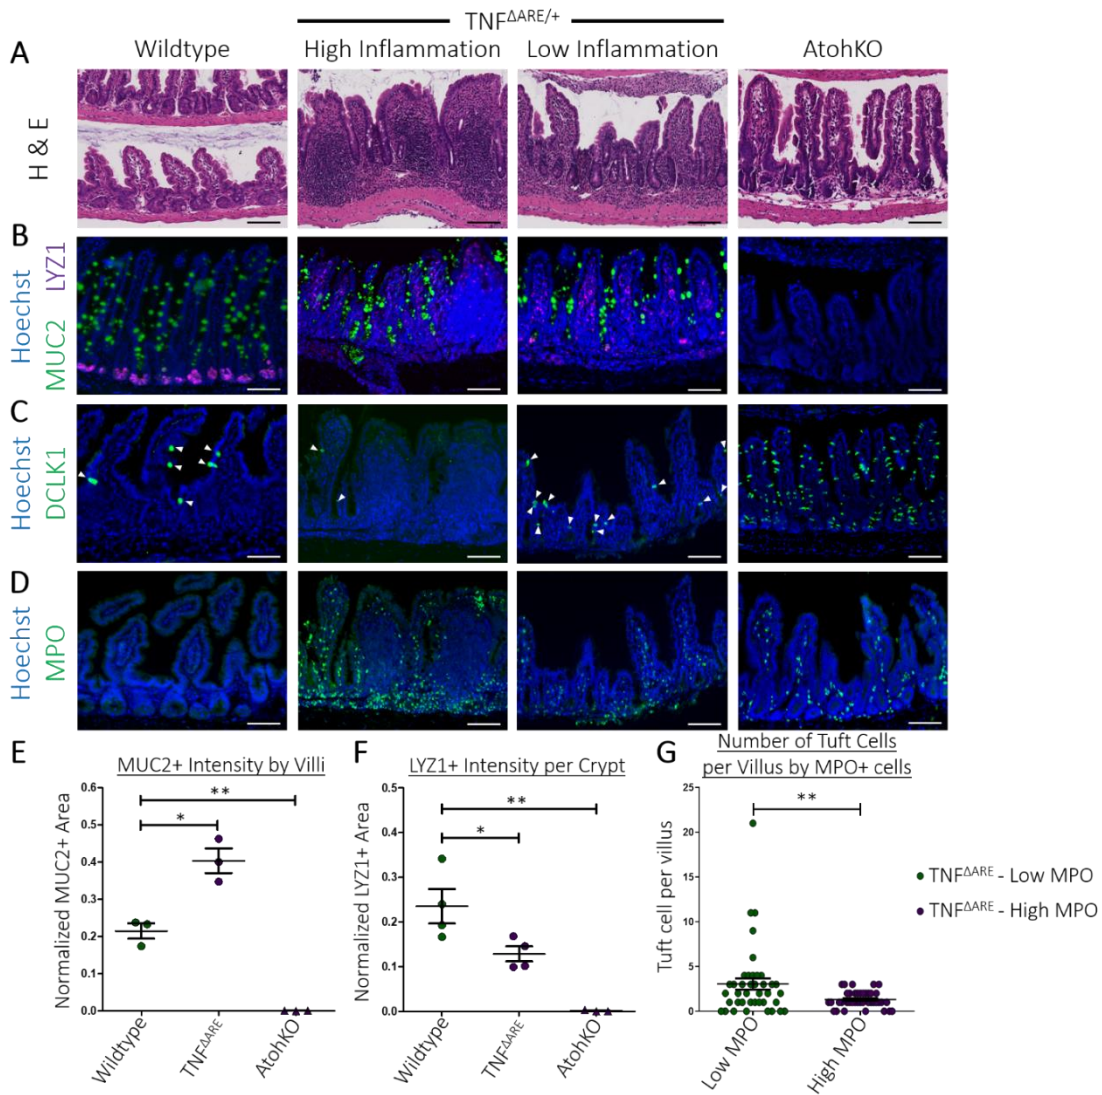 TNF^ΔARE/+
Wildtype High Inflammation Low Inflammation AtohKO
A
H & E
B
Hoechst
MUC2 LYZ1
C
Hoechst
DCLK1
D
Hoechst
MPO
E
MUC2+ Intensity by Villi
Normalized MUC2+ Area
0.6
0.5
0.4
0.3
0.2
0.1
0.0
**
*
Wildtype
TNF^ΔARE
AtohKO
F
LYZ1+ Intensity per Crypt
Normalized LYZ1+ Area
0.5
0.4
0.3
0.2
0.1
0.0
**
*
Wildtype
TNF^ΔARE
AtohKO
G
Number of Tuft Cells
per Villus by MPO+ cells
Tuft cell per villus
25
20
15
10
5
0
**
Low MPO
High MPO
TNF^ΔARE - Low MPO
TNF^ΔARE - High MPO